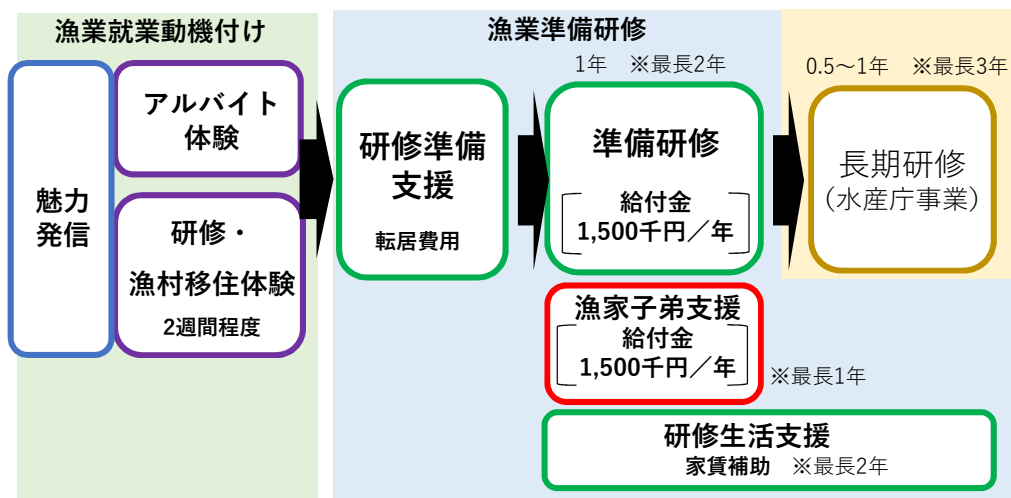 漁業就業動機付け
魅力
発信
アルバイト
体験
研修・
漁村移住体験
2週間程度
漁業準備研修
研修準備
支援
転居費用
1年　※最長2年
準備研修
給付金
1,500千円／年
漁家子弟支援
給付金
1,500千円／年
※最長1年
研修生活支援
家賃補助　※最長2年
0.5～1年　※最長3年
長期研修
(水産庁事業)